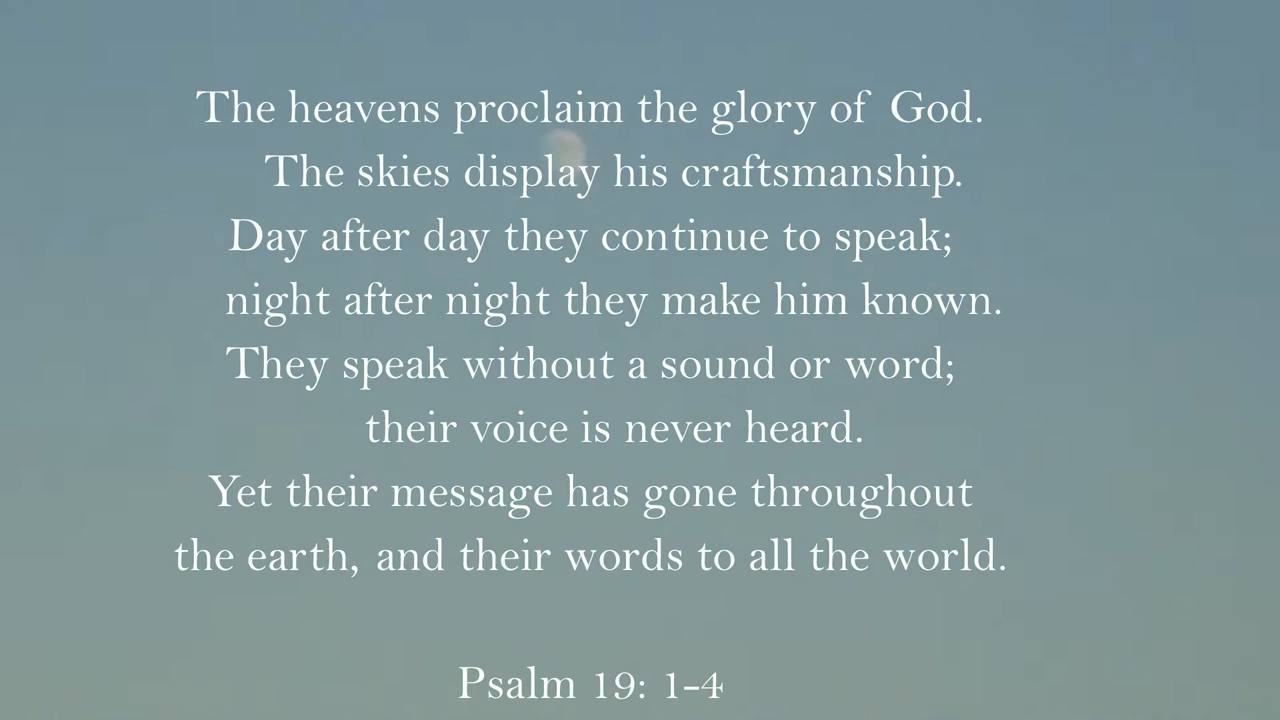 The heavens proclaim the glory of God.
The skies display his craftsmanship.
Day after day they continue to speak;
night after night they make him known.
They speak without a sound or word;
their voice is never heard.
Yet their message has gone throughout
the earth, and their words to all the world.
Psalm 19: 1-4